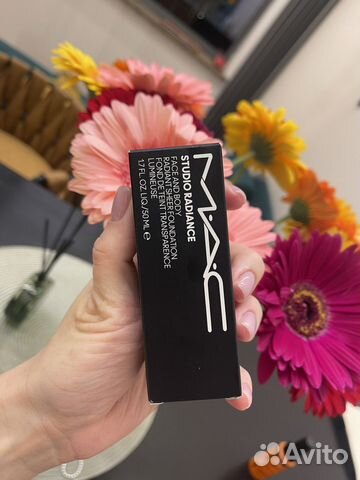 M·A·C
STUDIO RADIANCE
FACE AND BODY
RADIANT SHEER FOUNDATION
FOND DE TEINT TRANSPARENCE
LUMINEUSE
1.7 FL. OZ. LIQ./50 ML ℮
Avito